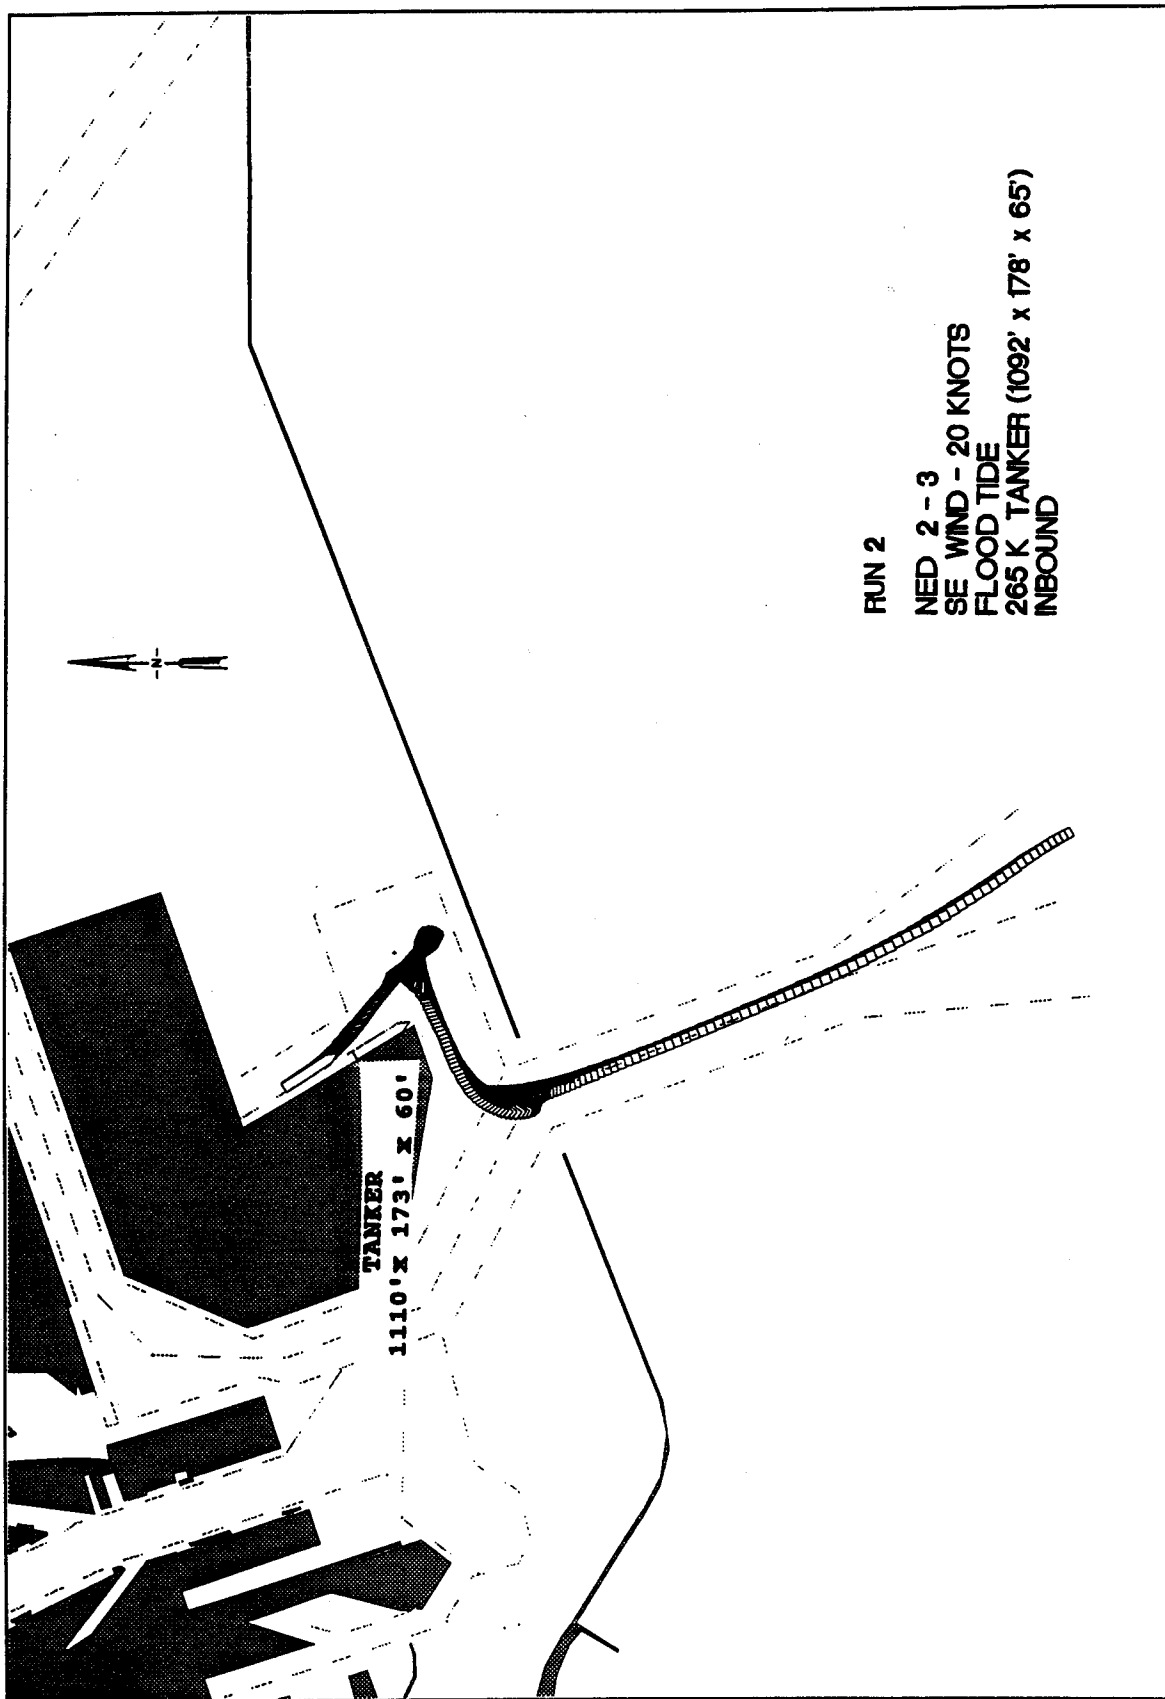 N
TANKER
1110'X 173' X 60'
RUN 2
NED 2 - 3
SE WIND - 20 KNOTS
FLOOD TIDE
265 K TANKER (1092' x 178' x 65')
INBOUND